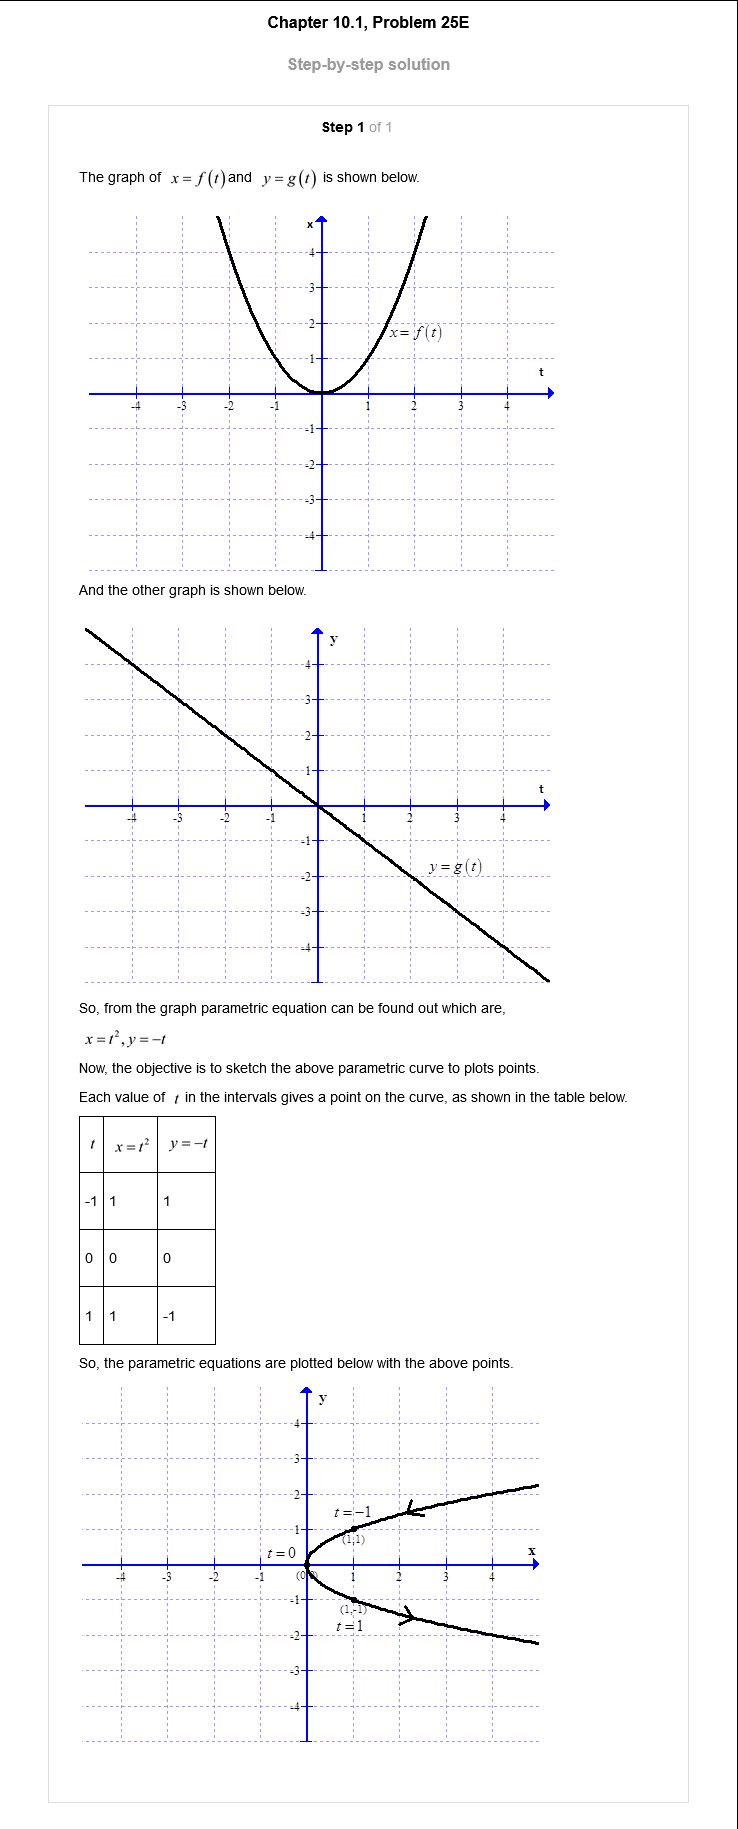 Chapter 10.1, Problem 25E
Step-by-step solution
Step 1 of 1
The graph of x = f(t) and y = g(t) is shown below.
x
4
3
2
x = f(t)
1
t
-4 -3 -2 -1 1 2 3 4
-1
-2
-3
-4
And the other graph is shown below.
y
4
3
2
1
t
-4 -3 -2 -1 1 2 3 4
-1
y = g(t)
-2
-3
-4
So, from the graph parametric equation can be found out which are,
x = t², y = −t
Now, the objective is to sketch the above parametric curve to plots points.
Each value of t in the intervals gives a point on the curve, as shown in the table below.
t x = t² y = −t
-1 1 1
0 0 0
1 1 -1
So, the parametric equations are plotted below with the above points.
y
4
3
2
t = −1
1
(1,1)
t = 0
x
-4 -3 -2 -1 1 2 3 4
-1
(1,-1)
t = 1
-2
-3
-4